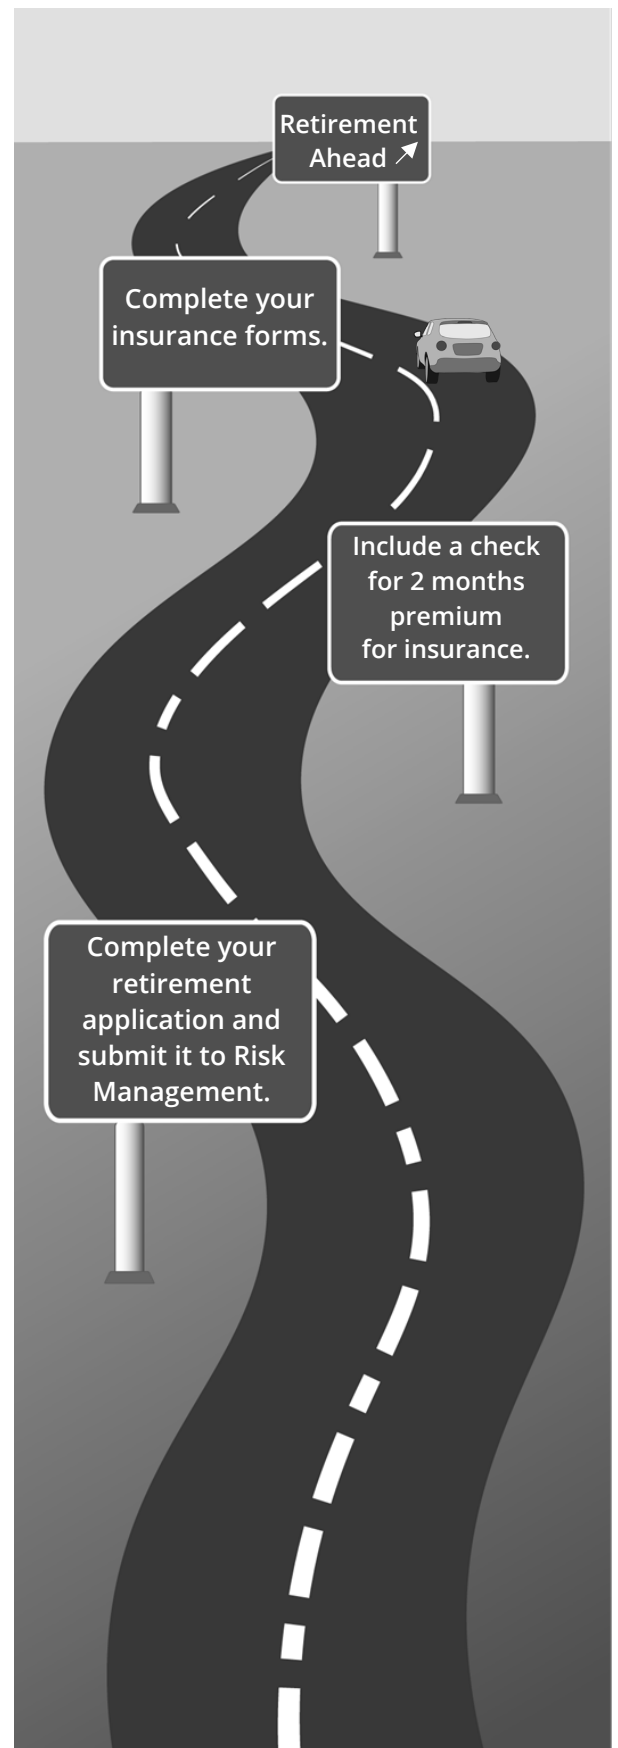 Retirement
Ahead
Complete your
insurance forms.
Include a check
for 2 months
premium
for insurance.
Complete your
retirement
application and
submit it to Risk
Management.